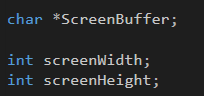 char *ScreenBuffer;
int screenWidth;
int screenHeight;